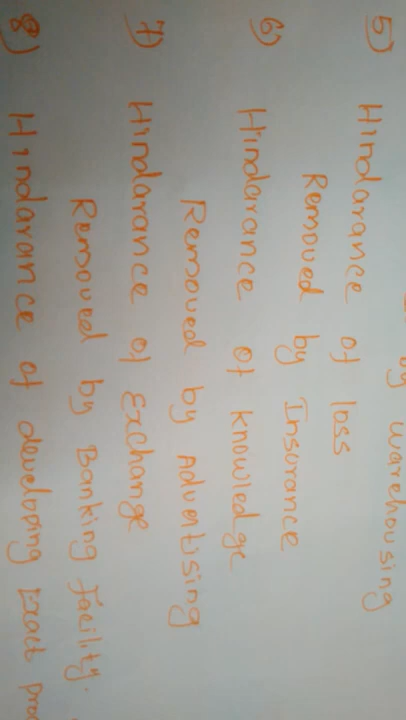 by warehousing
5) Hindarance of loss
Removed by Insurance
6) Hindarance of knowledge
Removed by Advertising
7) Hindarance of Exchange
Removed by Banking facility.
8) Hindarance of developing Exact